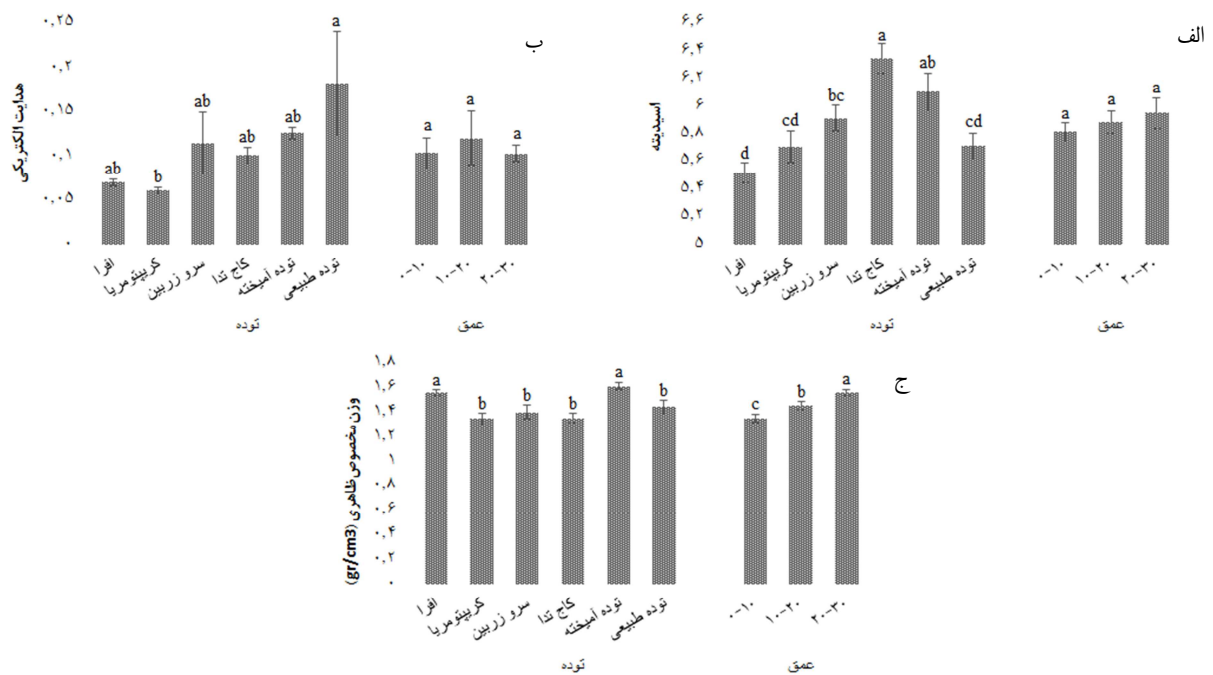 الف
اسیدیته
۶,۶
۶,۴
۶,۲
۶
۵,۸
۵,۶
۵,۴
۵,۲
۵
d
cd
bc
a
ab
cd
a
a
a
افرا
کریپتومریا
سرو زربین
کاج تدا
توده آمیخته
توده طبیعی
۰-۱۰
۱۰-۲۰
۲۰-۳۰
توده
عمق
ب
هدایت الکتریکی
۰,۲۵
۰,۲
۰,۱۵
۰,۱
۰,۰۵
۰
ab
b
ab
ab
ab
a
a
a
a
افرا
کریپتومریا
سرو زربین
کاج تدا
توده آمیخته
توده طبیعی
۰-۱۰
۱۰-۲۰
۲۰-۳۰
توده
عمق
ج
وزن مخصوص ظاهری (gr/cm3)
۱,۸
۱,۶
۱,۴
۱,۲
۱
۰,۸
۰,۶
۰,۴
۰,۲
۰
a
b
b
b
a
b
c
b
a
افرا
کریپتومریا
سرو زربین
کاج تدا
توده آمیخته
توده طبیعی
۰-۱۰
۱۰-۲۰
۲۰-۳۰
توده
عمق